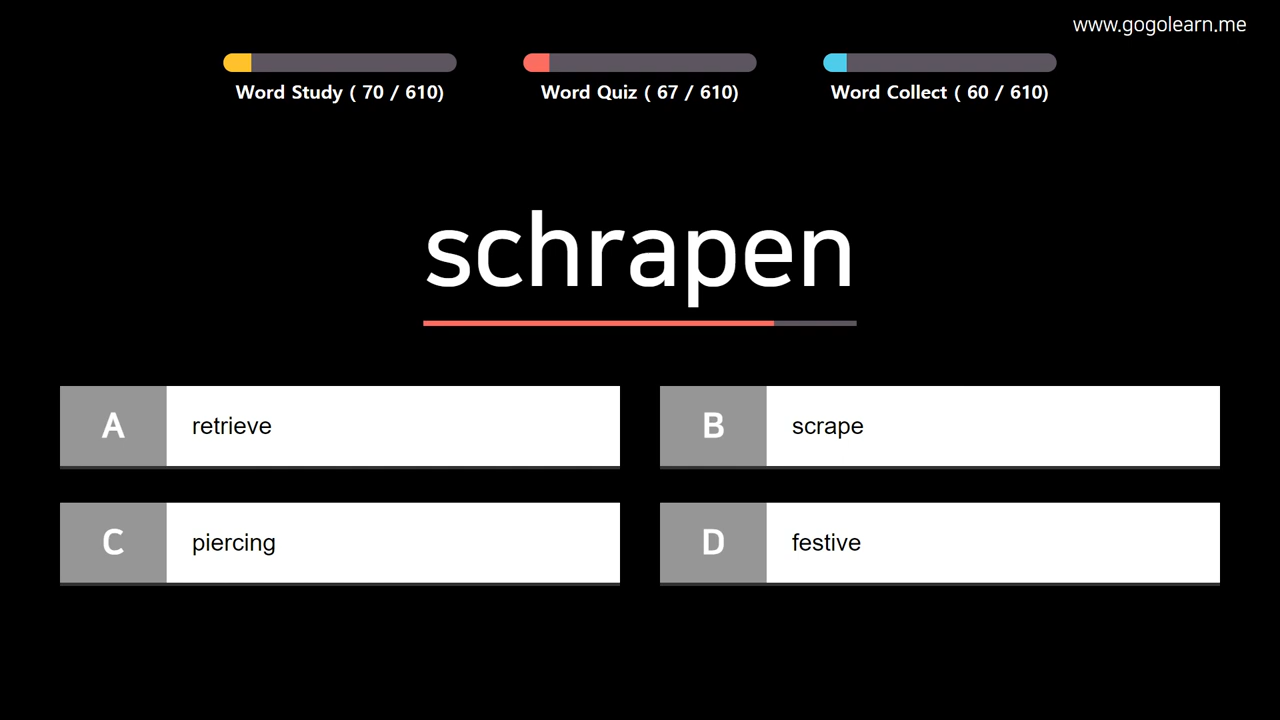 www.gogolearn.me
Word Study ( 70 / 610)
Word Quiz ( 67 / 610)
Word Collect ( 60 / 610)
schrapen
A retrieve
B scrape
C piercing
D festive